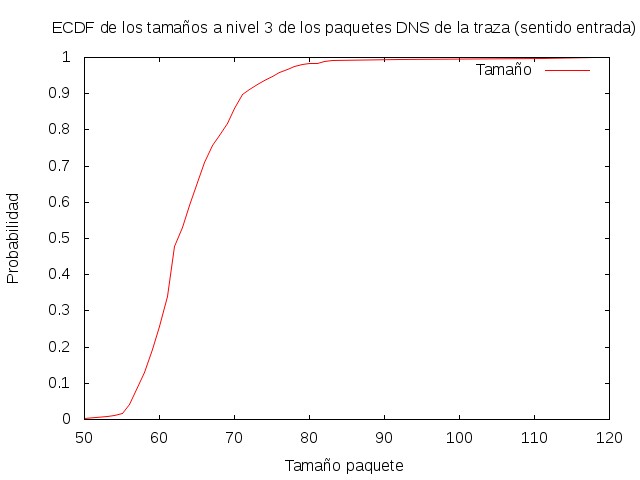 ECDF de los tamaños a nivel 3 de los paquetes DNS de la traza (sentido entrada)
Tamaño
1
0.9
0.8
0.7
0.6
0.5
0.4
0.3
0.2
0.1
0
Probabilidad
50 60 70 80 90 100 110 120
Tamaño paquete